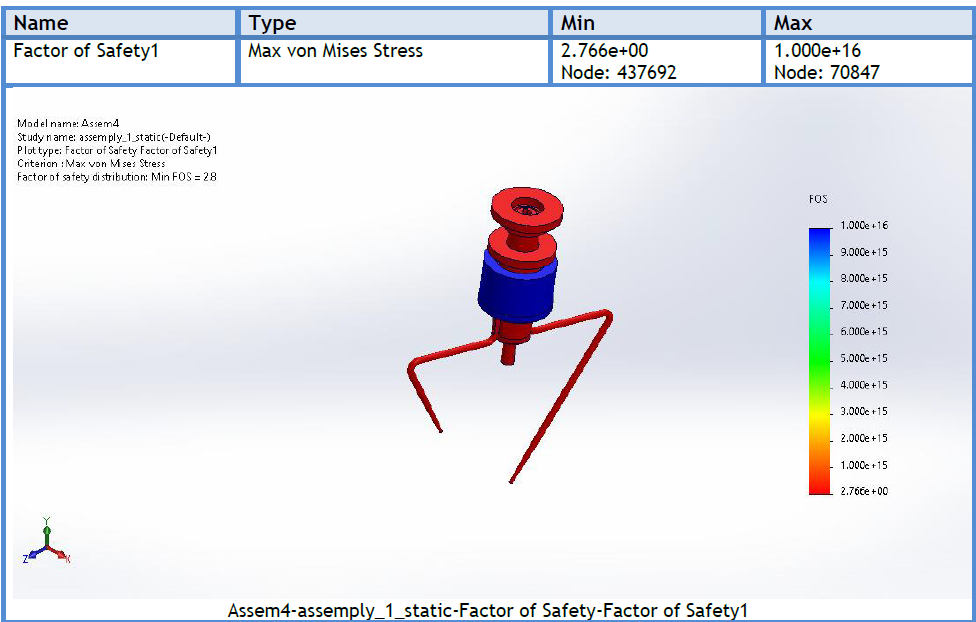 Name Type Min Max
Factor of Safety1 Max von Mises Stress 2.766e+00 1.000e+16
Node: 437692 Node: 70847
Model name: Assem4
Study name: assemply_1_static(-Default-)
Plot type: Factor of Safety Factor of Safety1
Criterion : Max von Mises Stress
Factor of safety distribution: Min FOS = 2.8
FOS
1.000e+16
9.000e+15
8.000e+15
7.000e+15
6.000e+15
5.000e+15
4.000e+15
3.000e+15
2.000e+15
1.000e+15
2.766e+00
Y
Z X
Assem4-assemply_1_static-Factor of Safety-Factor of Safety1